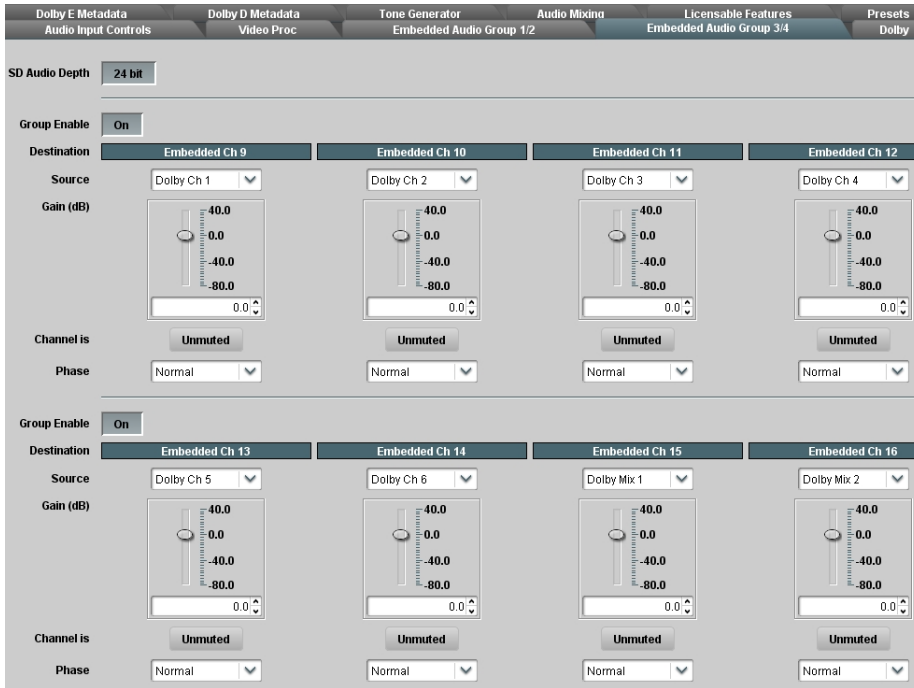 Dolby E Metadata Dolby D Metadata Tone Generator Audio Mixing Licensable Features Presets
Audio Input Controls Video Proc Embedded Audio Group 1/2 Embedded Audio Group 3/4 Dolby
SD Audio Depth 24 bit
Group Enable On
Destination Embedded Ch 9 Embedded Ch 10 Embedded Ch 11 Embedded Ch 12
Source Dolby Ch 1 Dolby Ch 2 Dolby Ch 3 Dolby Ch 4
Gain (dB) 40.0 40.0 40.0 40.0
0.0 0.0 0.0 0.0
-40.0 -40.0 -40.0 -40.0
-80.0 -80.0 -80.0 -80.0
0.0 0.0 0.0 0.0
Channel is Unmuted Unmuted Unmuted Unmuted
Phase Normal Normal Normal Normal
Group Enable On
Destination Embedded Ch 13 Embedded Ch 14 Embedded Ch 15 Embedded Ch 16
Source Dolby Ch 5 Dolby Ch 6 Dolby Mix 1 Dolby Mix 2
Gain (dB) 40.0 40.0 40.0 40.0
0.0 0.0 0.0 0.0
-40.0 -40.0 -40.0 -40.0
-80.0 -80.0 -80.0 -80.0
0.0 0.0 0.0 0.0
Channel is Unmuted Unmuted Unmuted Unmuted
Phase Normal Normal Normal Normal